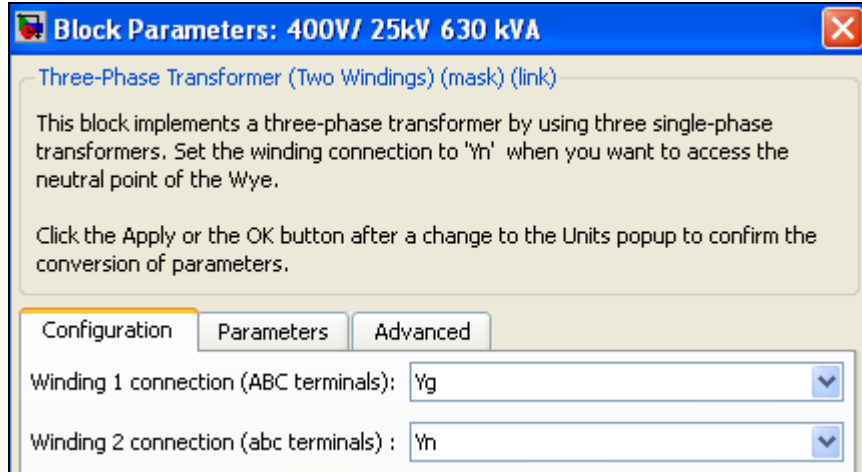 Block Parameters: 400V/ 25kV 630 kVA
Three-Phase Transformer (Two Windings) (mask) (link)
This block implements a three-phase transformer by using three single-phase
transformers. Set the winding connection to 'Yn' when you want to access the
neutral point of the Wye.
Click the Apply or the OK button after a change to the Units popup to confirm the
conversion of parameters.
Configuration Parameters Advanced
Winding 1 connection (ABC terminals): Yg
Winding 2 connection (abc terminals) : Yn